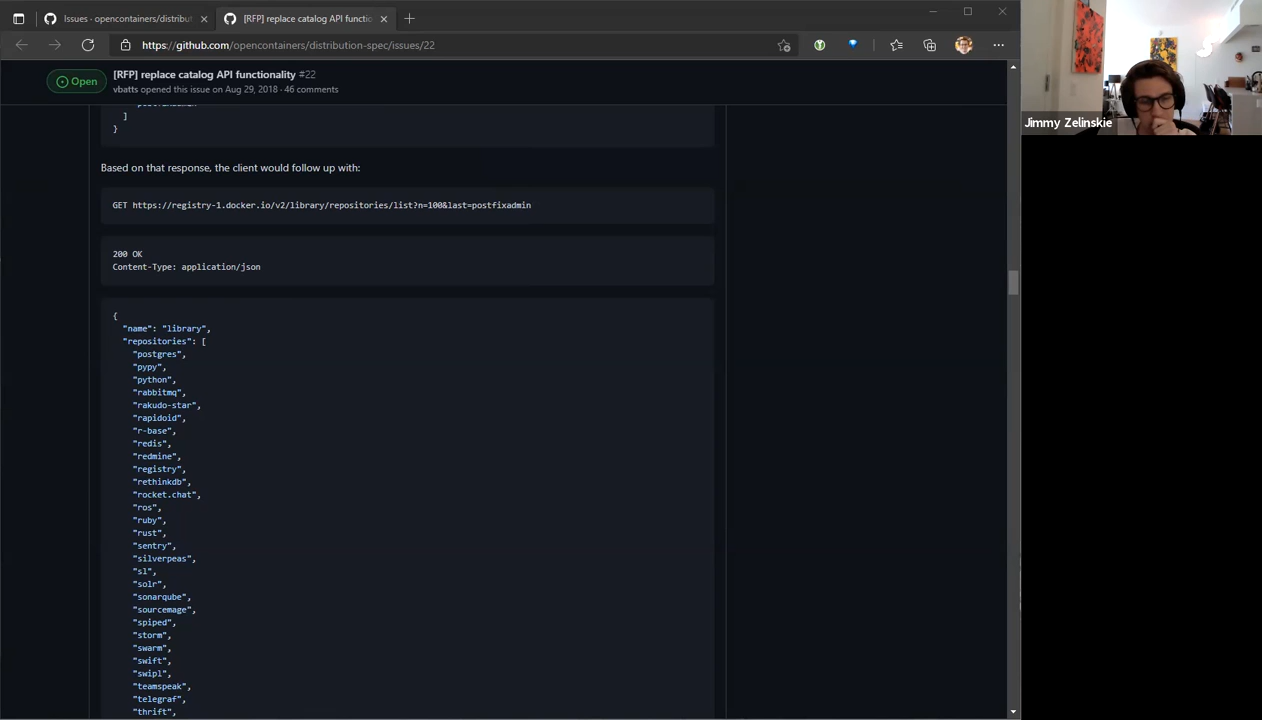 Issues · opencontainers/distribut
[RFP] replace catalog API functio
https://github.com/opencontainers/distribution-spec/issues/22
Open
[RFP] replace catalog API functionality #22
vbatts opened this issue on Aug 29, 2018 · 46 comments
Jimmy Zelinskie
]
}
Based on that response, the client would follow up with:
GET https://registry-1.docker.io/v2/library/repositories/list?n=100&last=postfixadmin
200 OK
Content-Type: application/json
{
"name": "library",
"repositories": [
"postgres",
"pypy",
"python",
"rabbitmq",
"rakudo-star",
"rapidoid",
"r-base",
"redis",
"redmine",
"registry",
"rethinkdb",
"rocket.chat",
"ros",
"ruby",
"rust",
"sentry",
"silverpeas",
"sl",
"solr",
"sonarqube",
"sourcemage",
"spiped",
"storm",
"swarm",
"swift",
"swipl",
"teamspeak",
"telegraf",
"thrift",